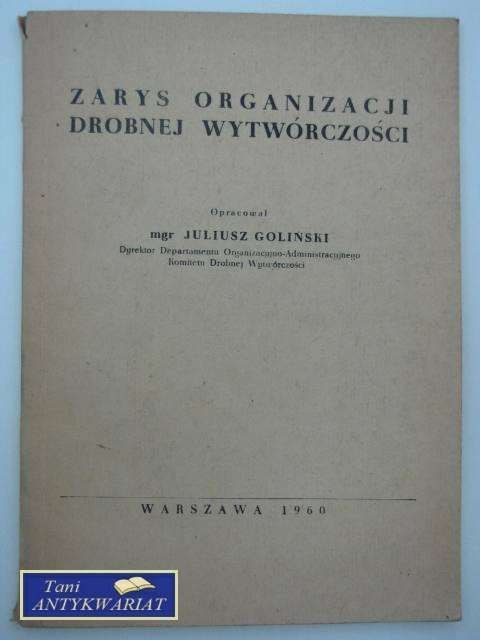 ZARYS ORGANIZACJI
DROBNEJ WYTWÓRCZOŚCI
Opracował
mgr JULIUSZ GOLIŃSKI
Dyrektor Departamentu Organizacyjno-Administracyjnego
Komitetu Drobnej Wytwórczości
WARSZAWA 1960
Tani
ANTYKWARIAT